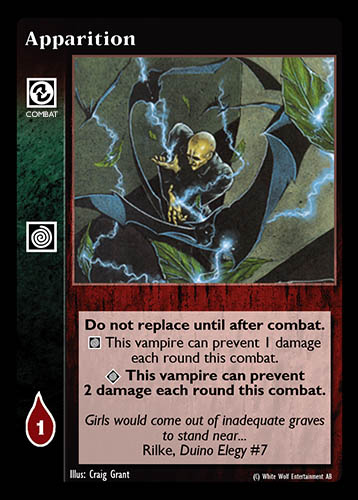 Apparition
COMBAT
Do not replace until after combat.
This vampire can prevent 1 damage
each round this combat.
This vampire can prevent
2 damage each round this combat.
1
Girls would come out of inadequate graves
to stand near...
Rilke, Duino Elegy #7
Illus: Craig Grant
(C) White Wolf Entertainment AB